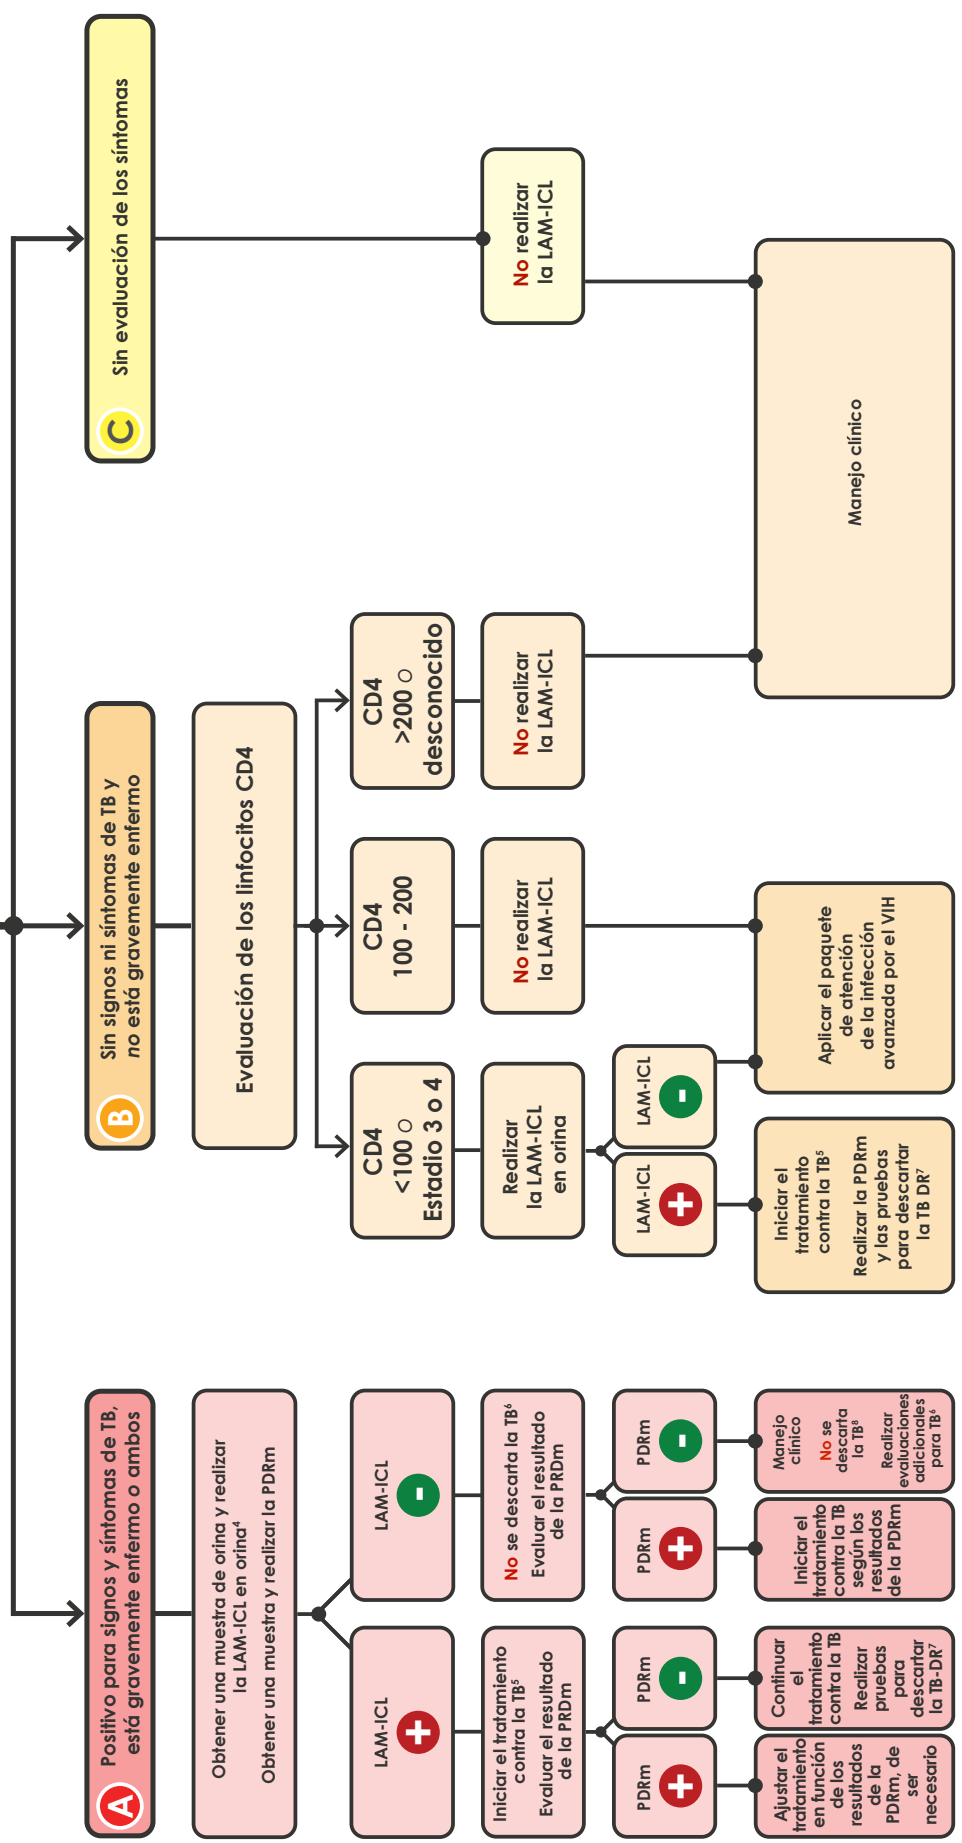 A
Positivo para signos y síntomas de TB,
está gravemente enfermo o ambos
Obtener una muestra de orina y realizar
la LAM-ICL en orina⁴
Obtener una muestra y realizar la PDRm
LAM-ICL
+
Iniciar el tratamiento
contra la TB⁵
Evaluar el resultado
de la PRDm
PDRm
+
Ajustar el
tratamiento
en función
de los
resultados
de la
PDRm, de
ser
necesario
PDRm
-
Continuar
el
tratamiento
contra la TB
Realizar
pruebas
para
descartar
la TB-DR⁷
LAM-ICL
-
No se descarta la TB⁶
Evaluar el resultado
de la PRDm
PDRm
+
Iniciar el
tratamiento
contra la TB
según los
resultados
de la PDRm
PDRm
-
Manejo
clínico
No se
descarta
la TB⁸
Realizar
evaluaciones
adicionales
para TB⁶
B
Sin signos ni síntomas de TB y
no está gravemente enfermo
Evaluación de los linfocitos CD4
CD4
<100 o
Estadio 3 o 4
Realizar
la LAM-ICL
en orina
LAM-ICL
+
Iniciar el
tratamiento
contra la TB⁵
Realizar la PDRm
y las pruebas
para descartar
la TB DR⁷
LAM-ICL
-
CD4
100 - 200
No realizar
la LAM-ICL
Aplicar el paquete
de atención
de la infección
avanzada por el VIH
CD4
>200 o
desconocido
No realizar
la LAM-ICL
C
Sin evaluación de los síntomas
No realizar
la LAM-ICL
Manejo clínico